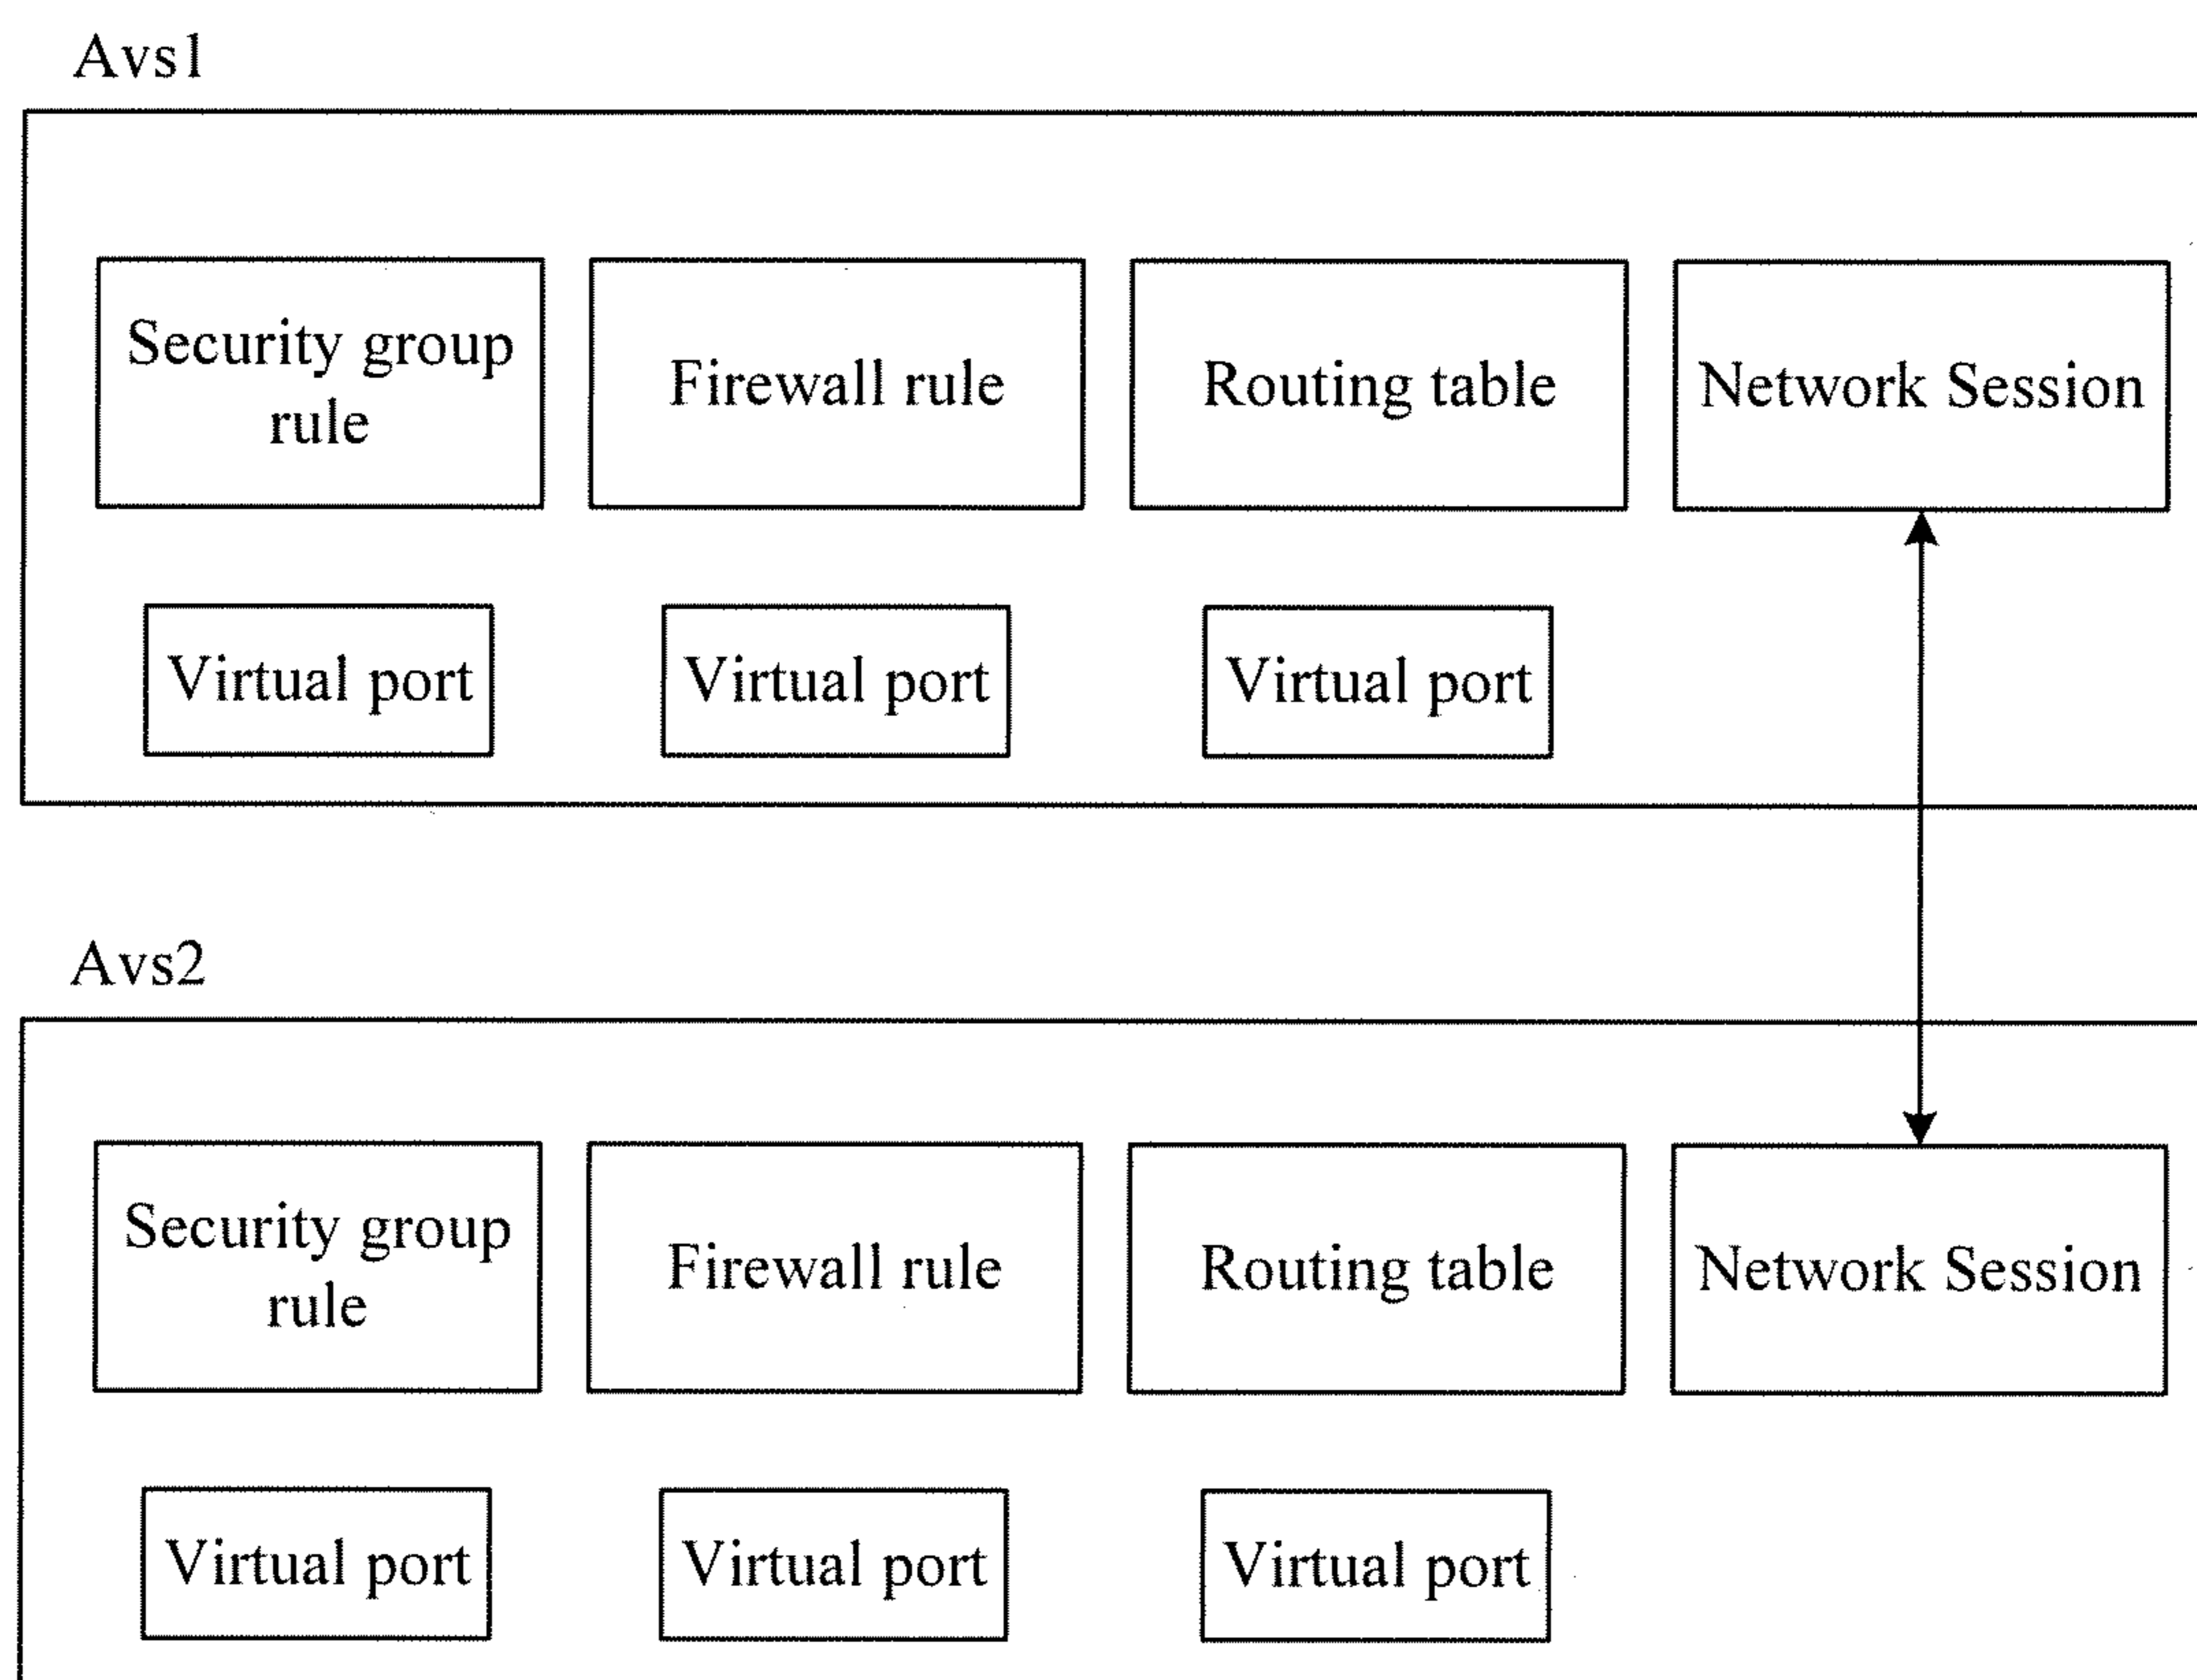 Avs1
Security group
rule
Firewall rule
Routing table
Network Session
Virtual port
Virtual port
Virtual port
Avs2
Security group
rule
Firewall rule
Routing table
Network Session
Virtual port
Virtual port
Virtual port